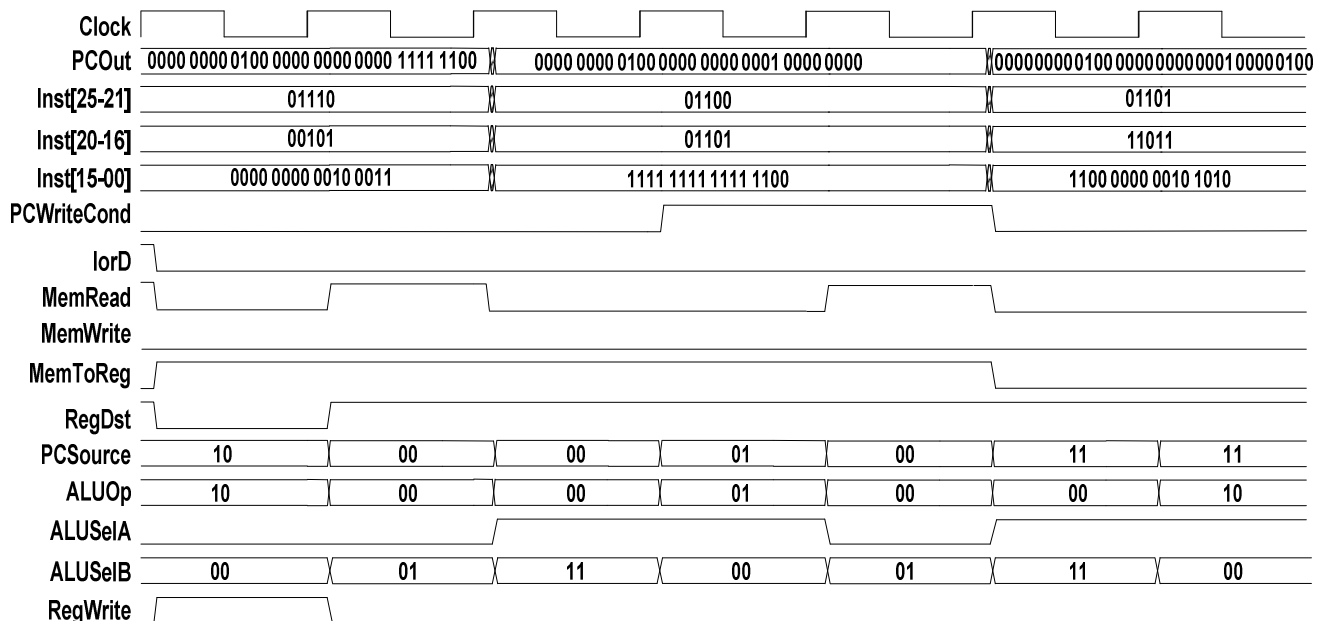 Clock
PCOut 0000 0000 0100 0000 0000 0000 1111 1100 0000 0000 0100 0000 0000 0001 0000 0000 0000 0000 0100 0000 0000 0001 0000 0100
Inst[25-21] 01110 01100 01101
Inst[20-16] 00101 01101 11011
Inst[15-00] 0000 0000 0010 0011 1111 1111 1111 1100 1100 0000 0010 1010
PCWriteCond
IorD
MemRead
MemWrite
MemToReg
RegDst
PCSource 10 00 00 01 00 11 11
ALUOp 10 00 00 01 00 00 10
ALUSelA
ALUSelB 00 01 11 00 01 11 00
RegWrite